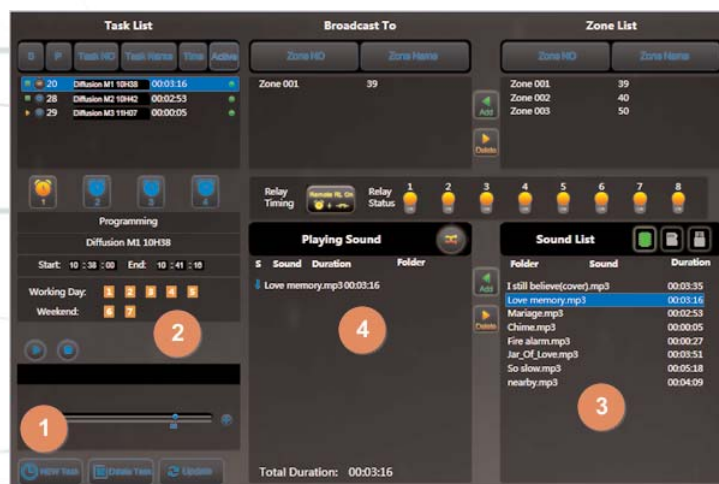 Task List
S P Task NO Task Name Time Active
20 Diffusion M1 10H38 00:03:16
28 Diffusion M2 10H42 00:02:53
29 Diffusion M3 11H07 00:00:05
1 2 3 4
Programming
Diffusion M1 10H38
Start: 10 : 38 : 00 End: 10 : 41 : 16
Working Day: 1 2 3 4 5
Weekend: 6 7
2
1
NEW Task Delete Task Update
Broadcast To
Zone NO Zone Name
Zone 001 39
Add
Delete
Zone List
Zone NO Zone Name
Zone 001 39
Zone 002 40
Zone 003 50
Relay Timing
Remote RL On
Relay Status
1 2 3 4 5 6 7 8
Playing Sound
S Sound Duration Folder
Love memory.mp3 00:03:16
4
Total Duration: 00:03:16
Add
Delete
Sound List
Folder Sound Duration
I still believe(cover).mp3 00:03:35
Love memory.mp3 00:03:16
Mariage.mp3 00:02:53
Chime.mp3 00:00:05
Fire alarm.mp3 00:00:27
Jar_Of_Love.mp3 00:03:51
So slow.mp3 00:05:18
nearby.mp3 00:04:09
3